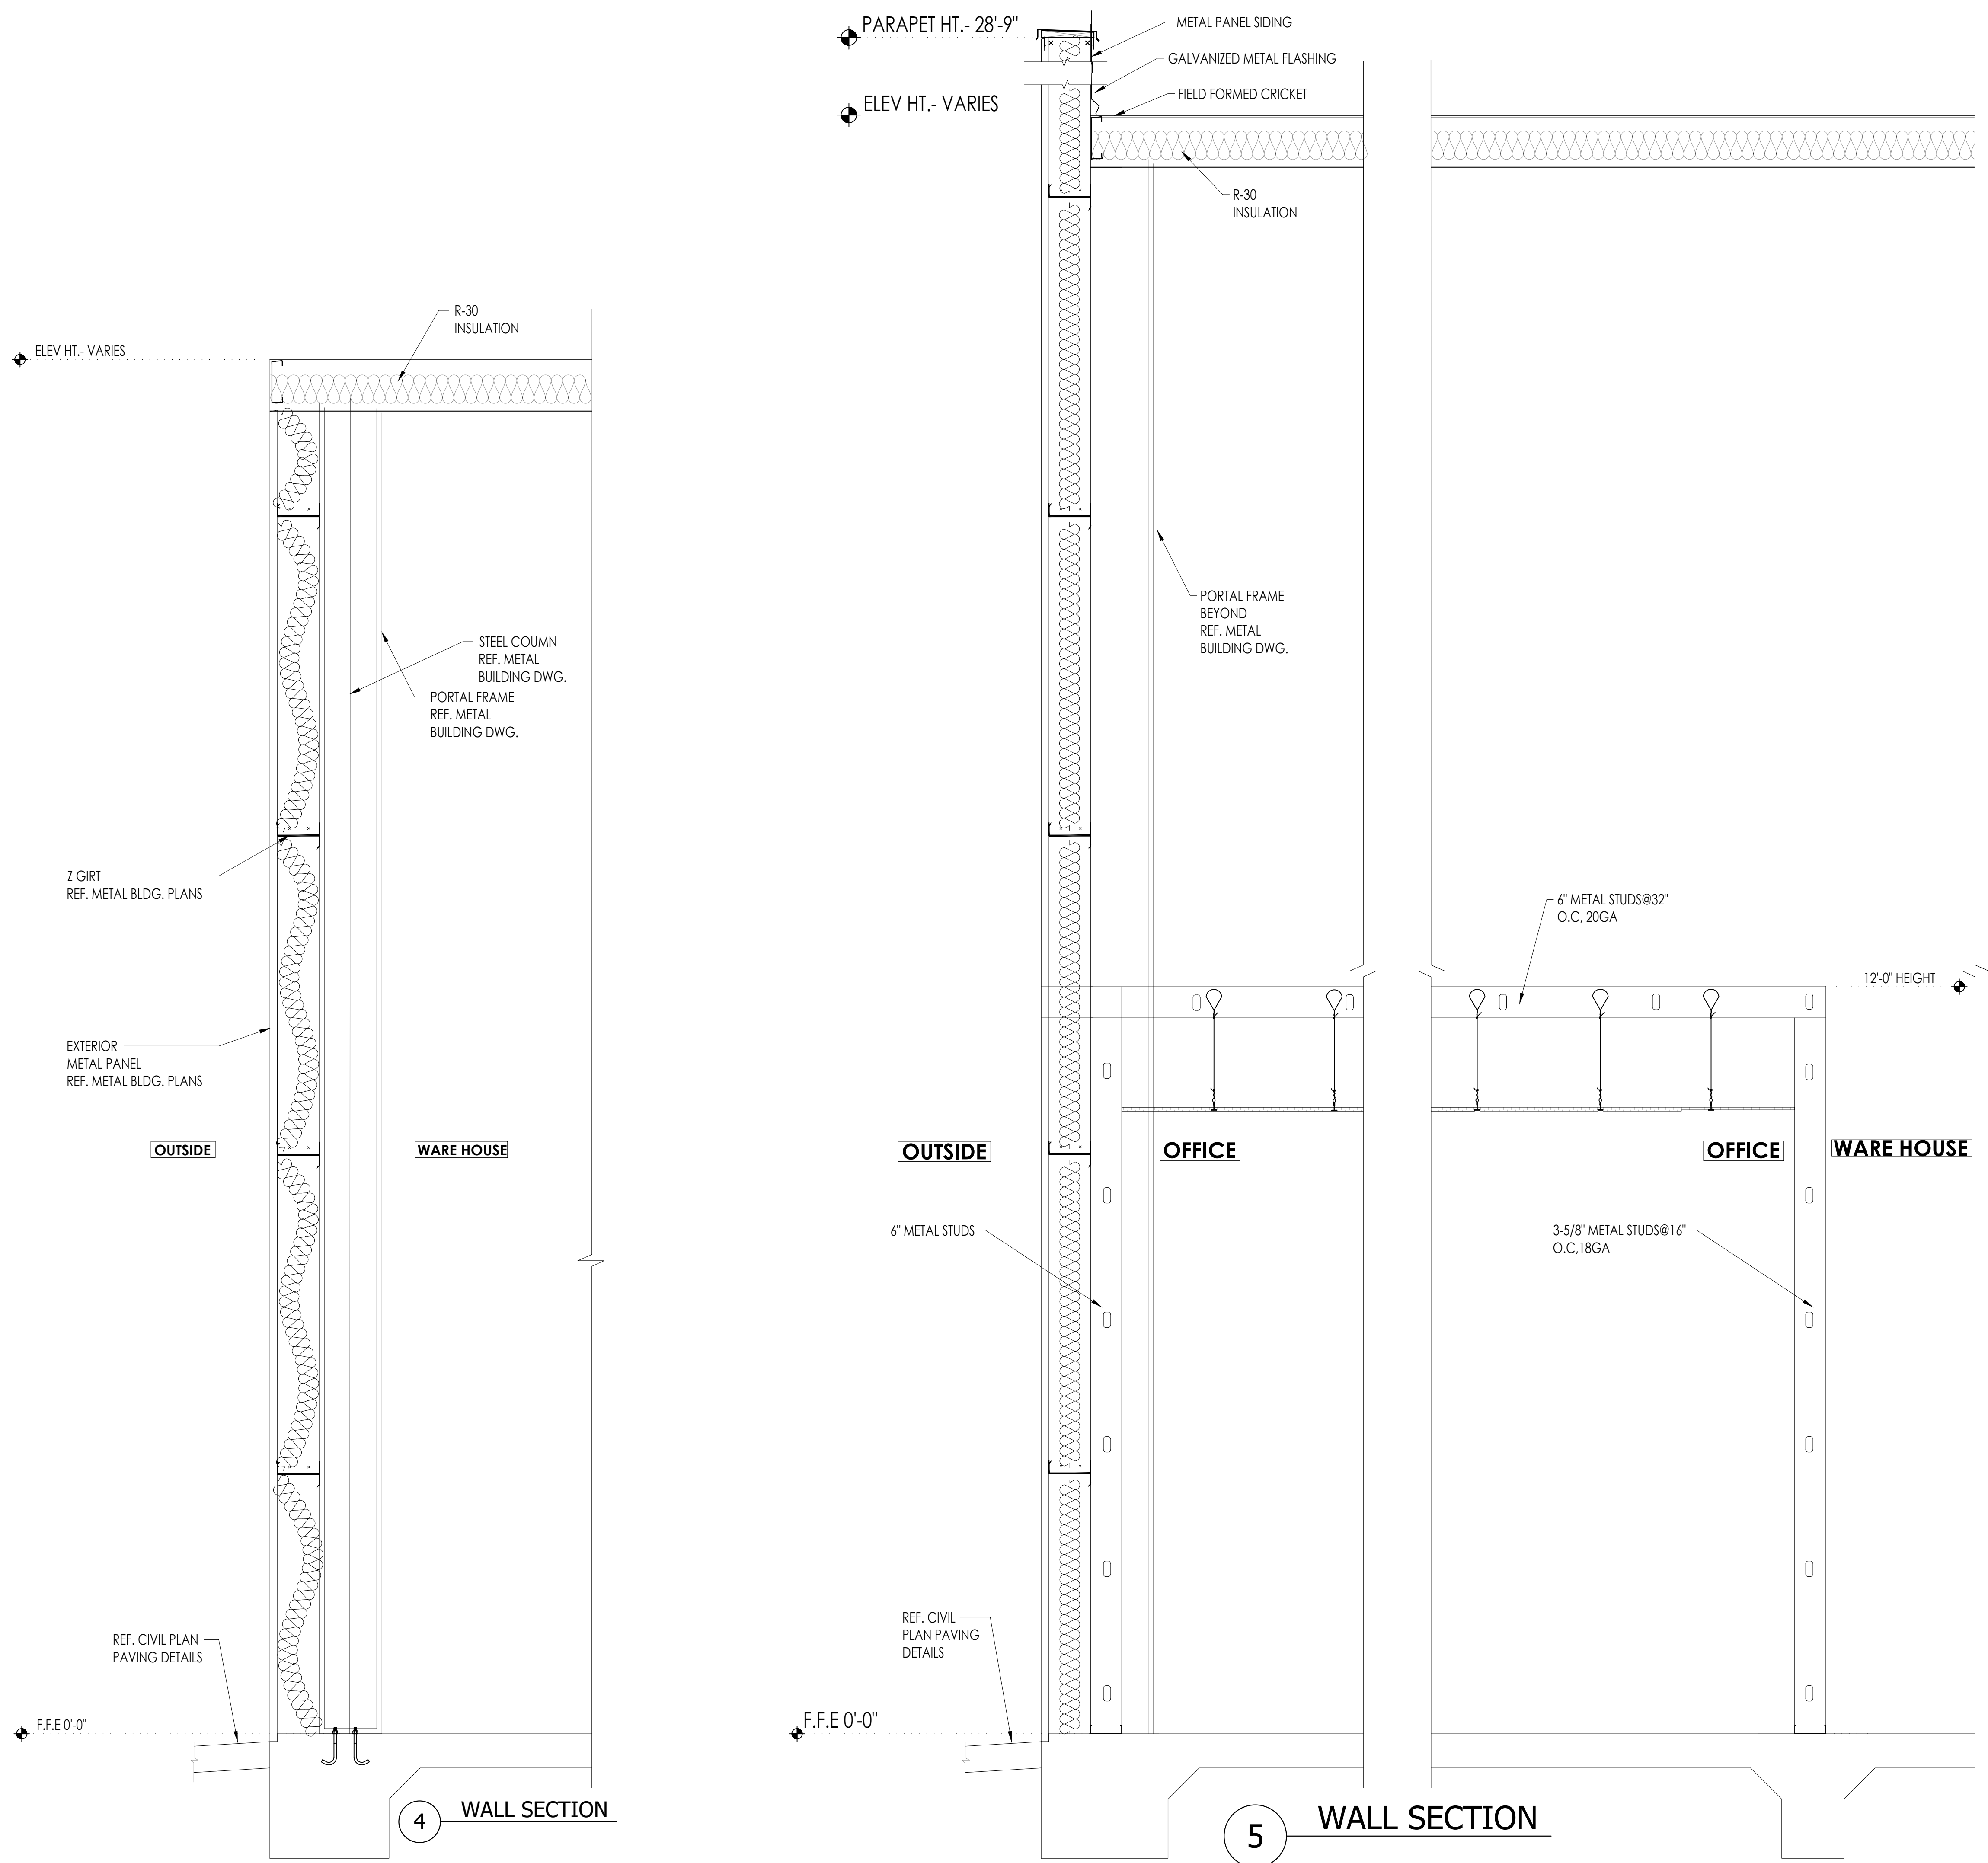 ELEV HT.- VARIES
R-30
INSULATION
STEEL COUMN
REF. METAL
BUILDING DWG.
PORTAL FRAME
REF. METAL
BUILDING DWG.
Z GIRT
REF. METAL BLDG. PLANS
EXTERIOR
METAL PANEL
REF. METAL BLDG. PLANS
OUTSIDE
WARE HOUSE
REF. CIVIL PLAN
PAVING DETAILS
F.F.E 0'-0"
4
WALL SECTION
PARAPET HT.- 28'-9"
METAL PANEL SIDING
GALVANIZED METAL FLASHING
ELEV HT.- VARIES
FIELD FORMED CRICKET
R-30
INSULATION
PORTAL FRAME
BEYOND
REF. METAL
BUILDING DWG.
6" METAL STUDS@32"
O.C, 20GA
12'-0" HEIGHT
OUTSIDE
OFFICE
OFFICE
WARE HOUSE
6" METAL STUDS
3-5/8" METAL STUDS@16"
O.C,18GA
REF. CIVIL
PLAN PAVING
DETAILS
F.F.E 0'-0"
5
WALL SECTION